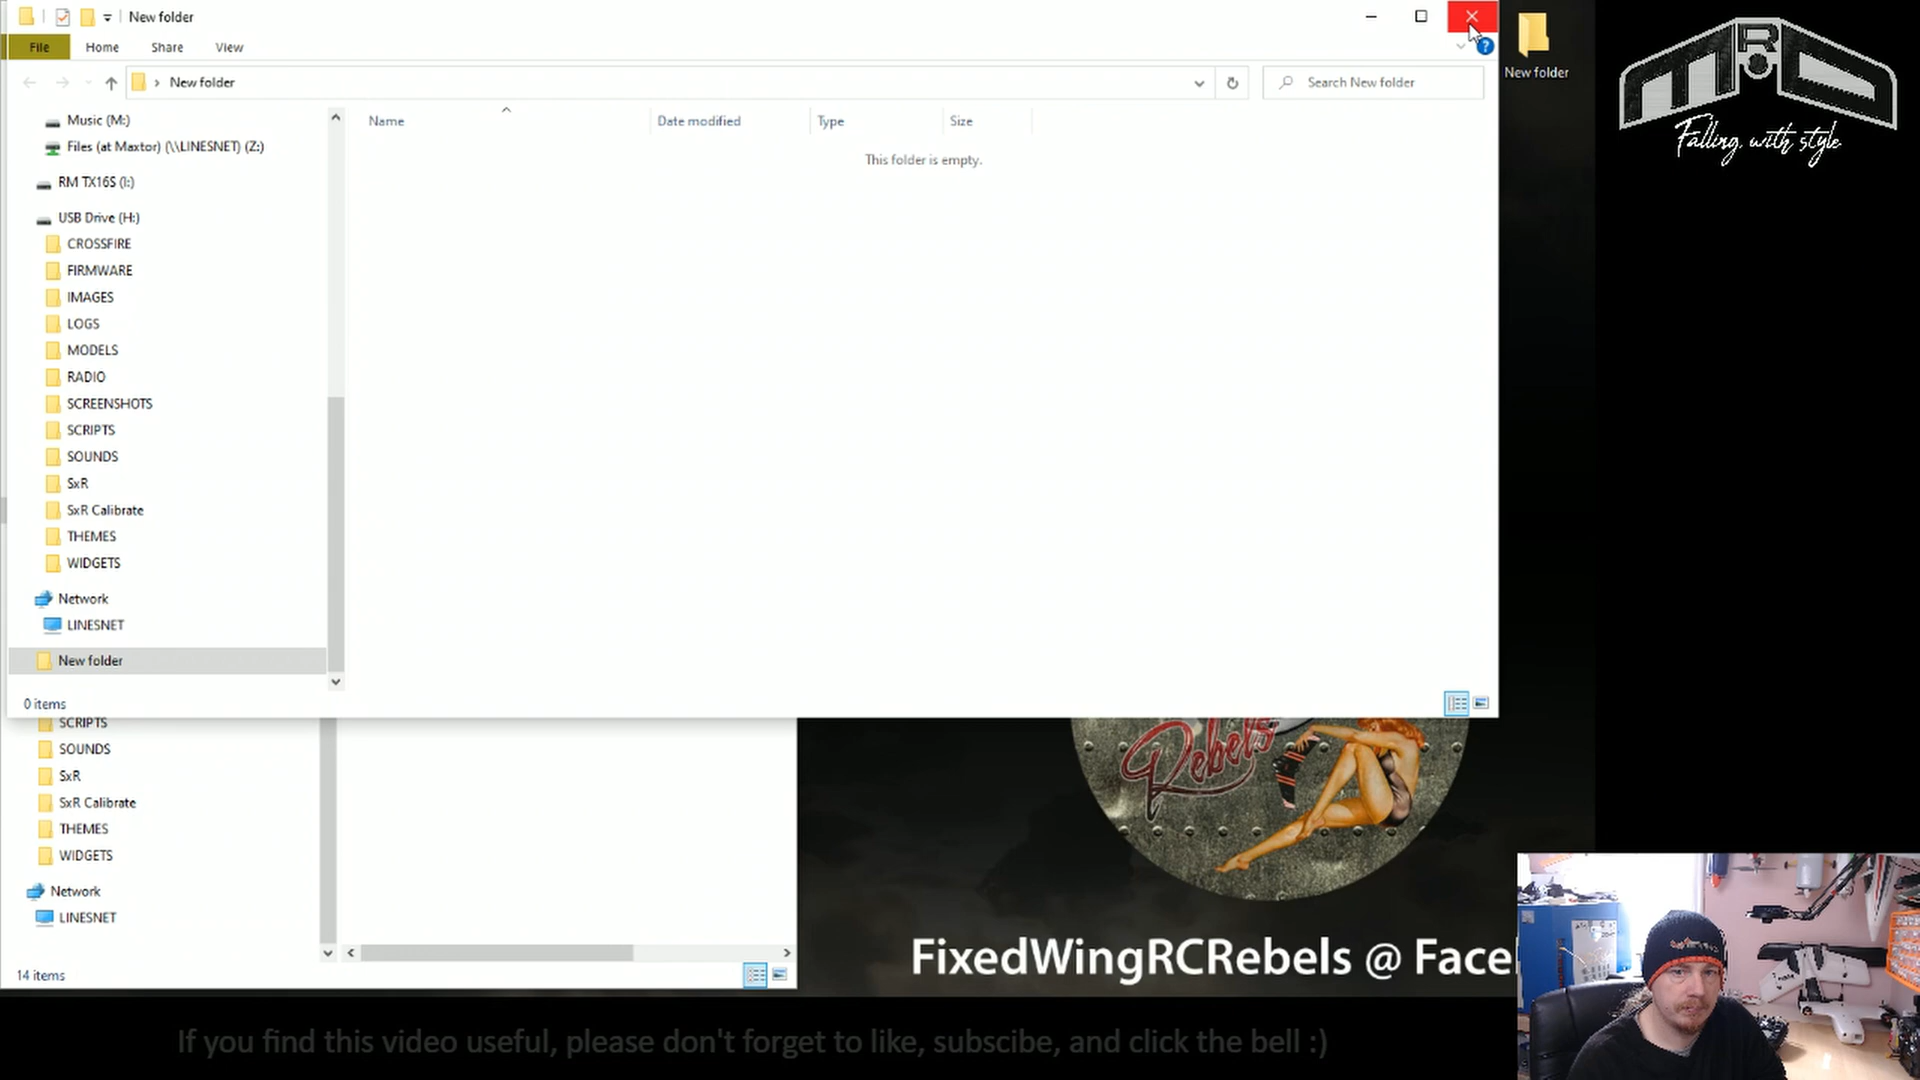 New folder
File Home Share View
New folder
Search New folder
New folder
MRD
Falling, with style
Name Date modified Type Size
This folder is empty.
Music (M:)
Files (at Maxtor) (\\LINESNET) (Z:)
RM TX16S (I:)
USB Drive (H:)
CROSSFIRE
FIRMWARE
IMAGES
LOGS
MODELS
RADIO
SCREENSHOTS
SCRIPTS
SOUNDS
SxR
SxR Calibrate
THEMES
WIDGETS
Network
LINESNET
New folder
0 items
SCRIPTS
SOUNDS
SxR
SxR Calibrate
THEMES
WIDGETS
Network
LINESNET
14 items
Rebels
FixedWingRCRebels @ Face
If you find this video useful, please don't forget to like, subscibe, and click the bell :)